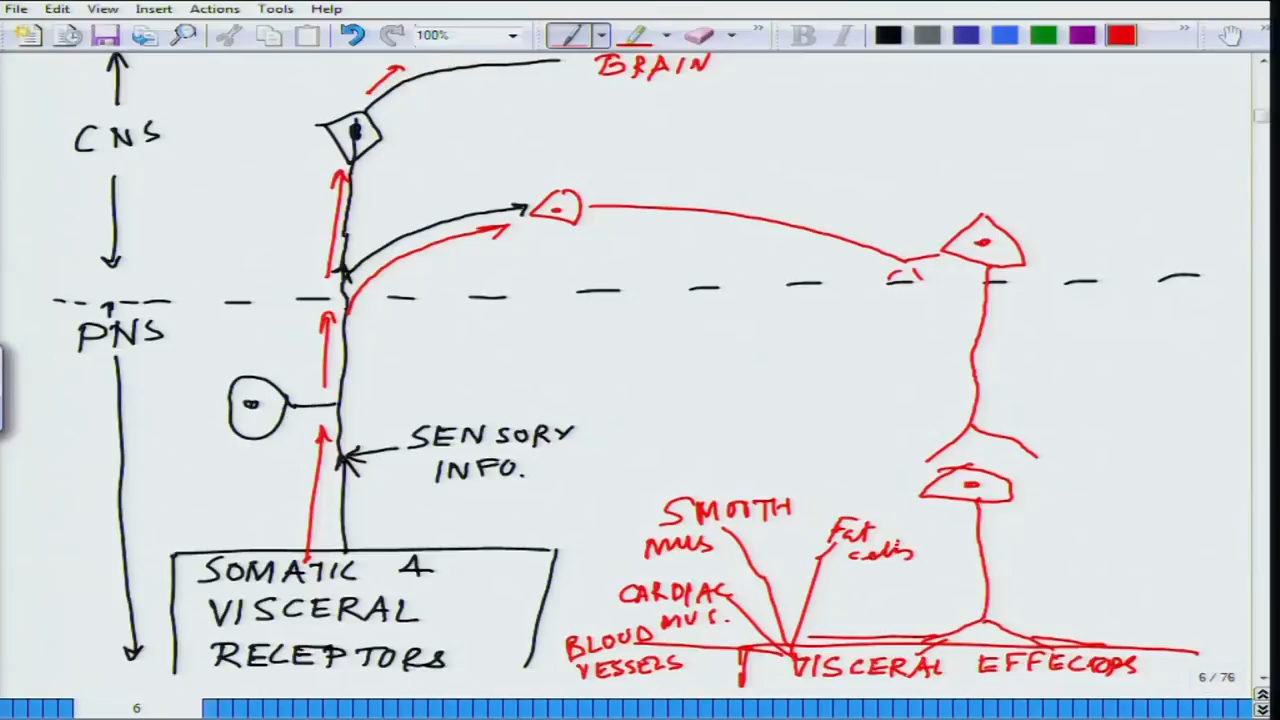 File Edit View Insert Actions Tools Help
100%
BRAIN
CNS
PNS
SENSORY
INFO.
SMOOTH
MUS
Fat
cells
CARDIAC
MUS.
BLOOD
VESSELS
SOMATIC &
VISCERAL
RECEPTORS
VISCERAL EFFECTORS
6 / 76
6